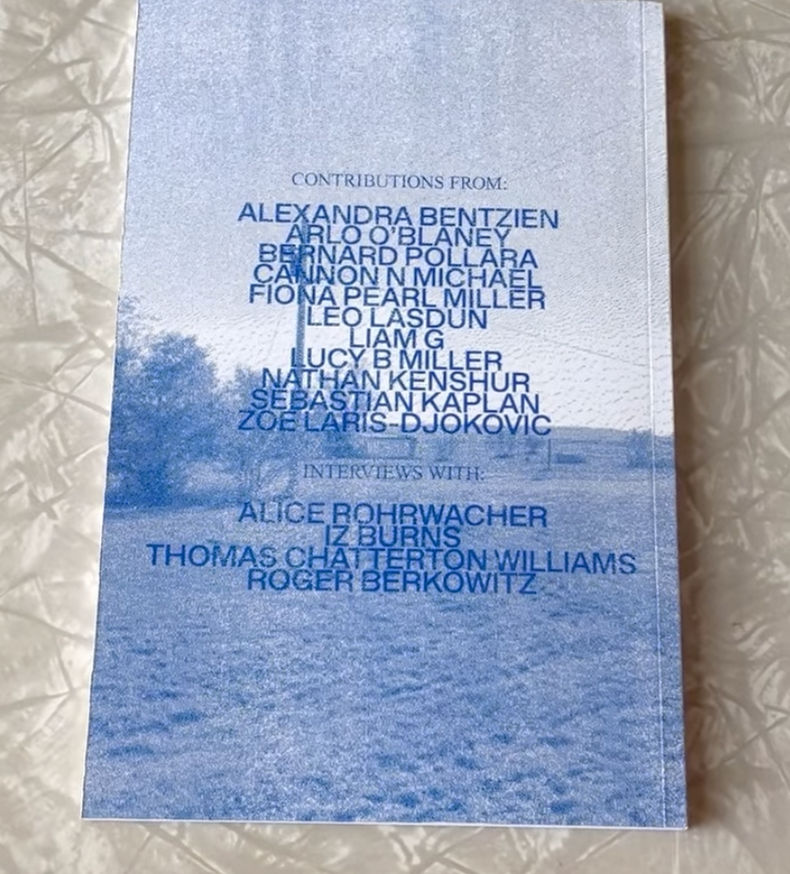 CONTRIBUTIONS FROM:
ALEXANDRA BENTZIEN
ARLO O'BLANEY
BERNARD POLLARA
CANNON N MICHAEL
FIONA PEARL MILLER
LEO LASDUN
LIAM G
LUCY B MILLER
NATHAN KENSHUR
SEBASTIAN KAPLAN
ZOE LARIS-DJOKOVIC
INTERVIEWS WITH:
ALICE ROHRWACHER
IZ BURNS
THOMAS CHATTERTON WILLIAMS
ROGER BERKOWITZ